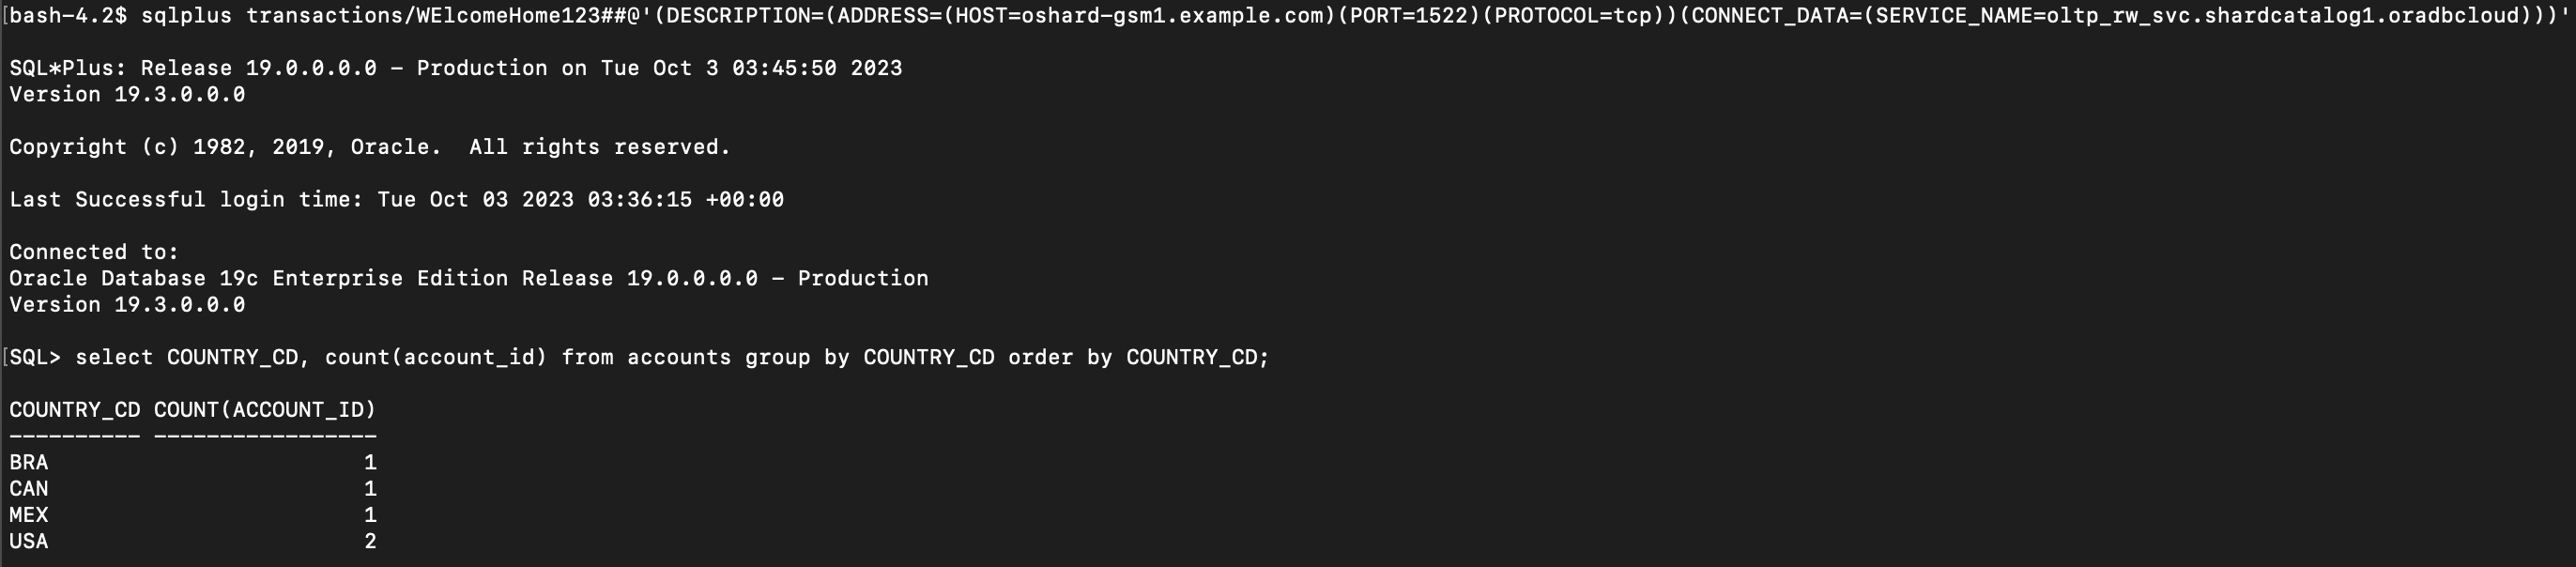 [bash-4.2$ sqlplus transactions/WElcomeHome123##@'(DESCRIPTION=(ADDRESS=(HOST=oshard-gsm1.example.com)(PORT=1522)(PROTOCOL=tcp))(CONNECT_DATA=(SERVICE_NAME=oltp_rw_svc.shardcatalog1.oradbcloud)))'
SQL*Plus: Release 19.0.0.0.0 - Production on Tue Oct 3 03:45:50 2023
Version 19.3.0.0.0
Copyright (c) 1982, 2019, Oracle.  All rights reserved.
Last Successful login time: Tue Oct 03 2023 03:36:15 +00:00
Connected to:
Oracle Database 19c Enterprise Edition Release 19.0.0.0.0 - Production
Version 19.3.0.0.0
[SQL> select COUNTRY_CD, count(account_id) from accounts group by COUNTRY_CD order by COUNTRY_CD;
COUNTRY_CD COUNT(ACCOUNT_ID)
---------- -----------------
BRA                        1
CAN                        1
MEX                        1
USA                        2